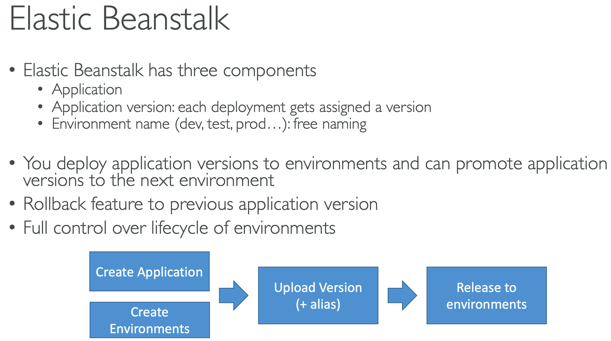 Elastic Beanstalk
• Elastic Beanstalk has three components
• Application
• Application version: each deployment gets assigned a version
• Environment name (dev, test, prod…): free naming
• You deploy application versions to environments and can promote application
versions to the next environment
• Rollback feature to previous application version
• Full control over lifecycle of environments
Create Application
Create
Environments
Upload Version
(+ alias)
Release to
environments